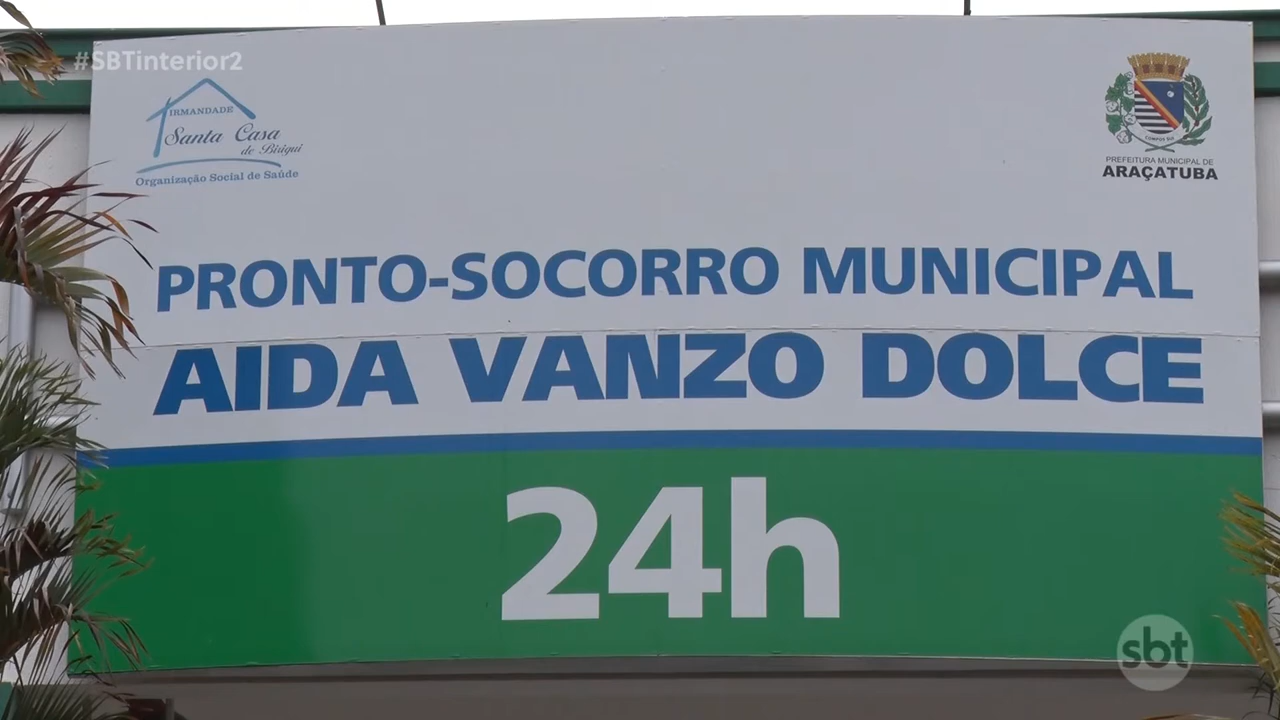 #SBTinterior2
IRMANDADE
Santa Casa
de Birigui
Organização Social de Saúde
PREFEITURA MUNICIPAL DE
ARAÇATUBA
PRONTO-SOCORRO MUNICIPAL
AIDA VANZO DOLCE
24h
sbt